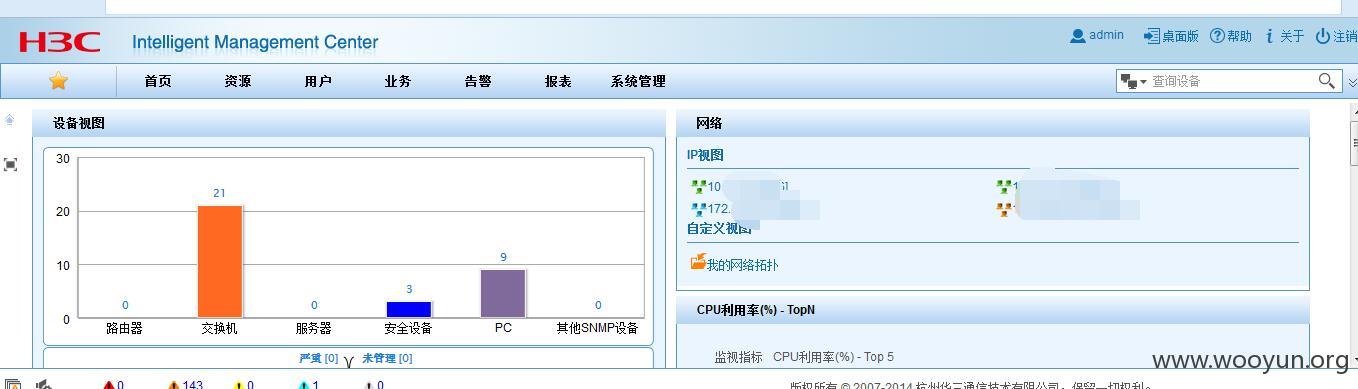 H3C Intelligent Management Center admin 桌面版 帮助 关于 注销
首页 资源 用户 业务 告警 报表 系统管理 查询设备
设备视图
30
20
10
0
0 21 0 3 9 0
路由器 交换机 服务器 安全设备 PC 其他SNMP设备
严重 [0] 未管理 [0]
网络
IP视图
10
172.
自定义视图
我的网络拓扑
CPU利用率(%) - TopN
监视指标 CPU利用率(%) - Top 5
www.wooyun.org
0 143 0 1 0
版权所有 © 2007-2014 杭州华三通信技术有限公司，保留一切权利。